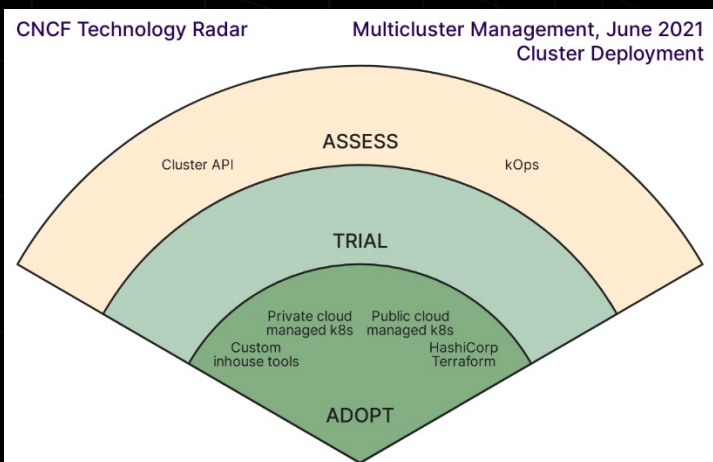 CNCF Technology Radar
Multicluster Management, June 2021
Cluster Deployment
ASSESS
Cluster API
kOps
TRIAL
Private cloud
managed k8s
Public cloud
managed k8s
Custom
inhouse tools
HashiCorp
Terraform
ADOPT